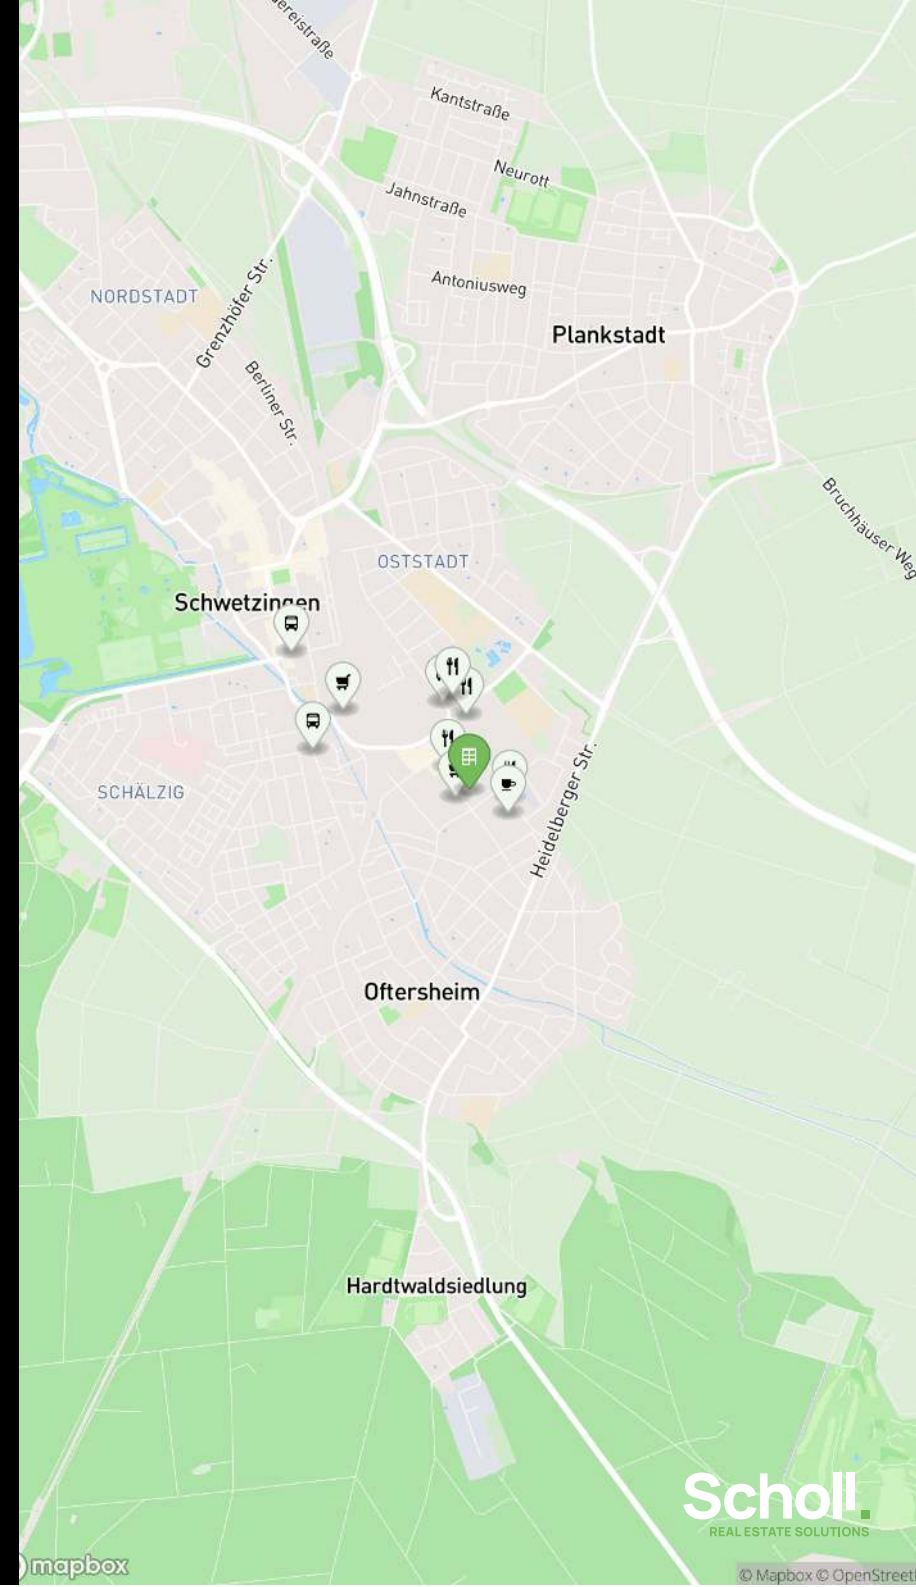 ereistraße
Kantstraße
Neurott
Jahnstraße
Antoniusweg
Grenzhöfer Str.
NORDSTADT
Plankstadt
Berliner Str.
Bruchhäuser Weg
OSTSTADT
Schwetzingen
Heidelberger Str.
SCHÄLZIG
Oftersheim
Hardtwaldsiedlung
Scholl.
REAL ESTATE SOLUTIONS
mapbox
© Mapbox © OpenStreet